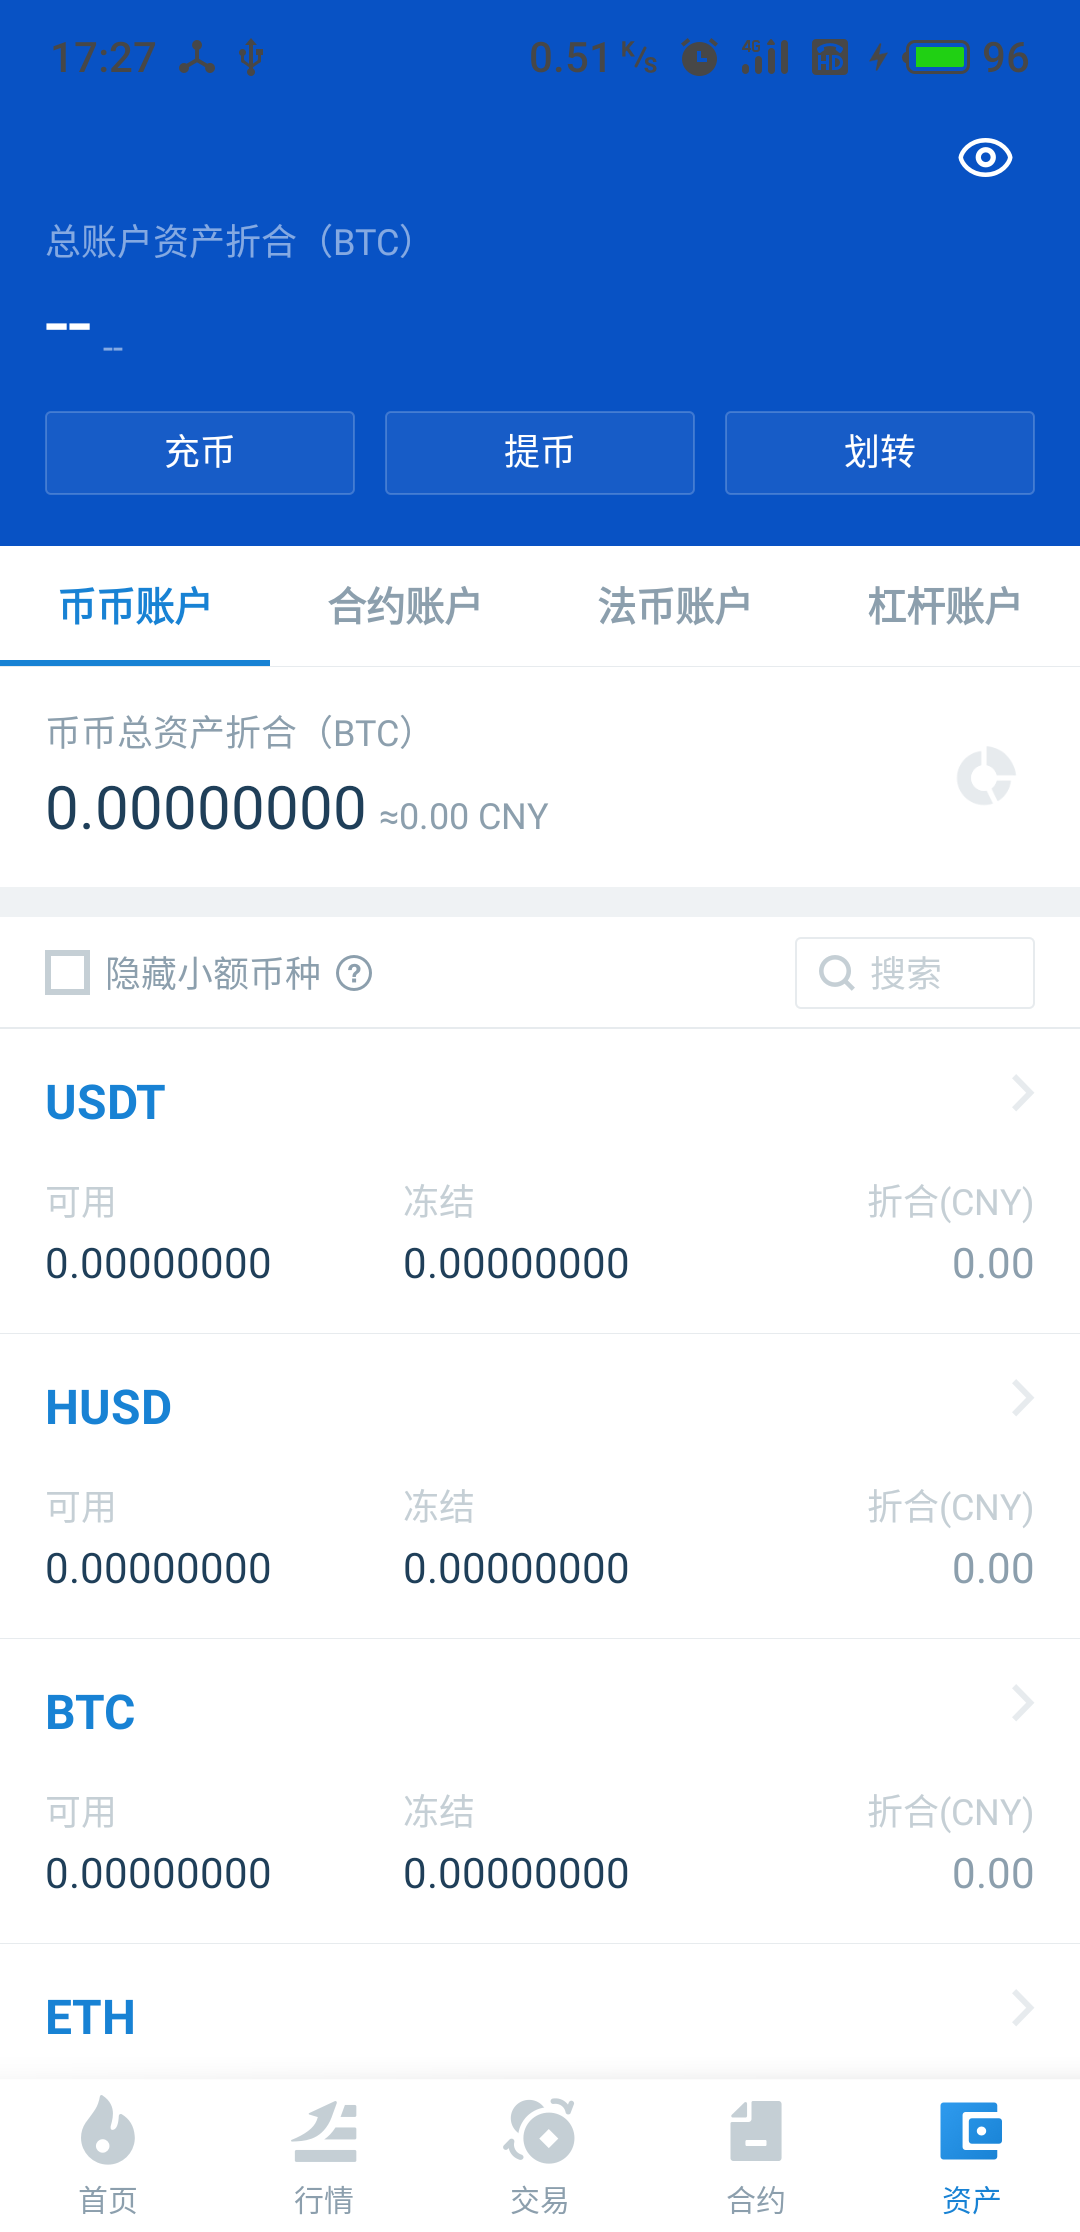 17:27 0.51 K/S 4G HD 96
总账户资产折合（BTC）
-- --
充币 提币 划转
币币账户 合约账户 法币账户 杠杆账户
币币总资产折合（BTC）
0.00000000 ≈0.00 CNY
隐藏小额币种 ? 搜索
USDT
可用 冻结 折合(CNY)
0.00000000 0.00000000 0.00
HUSD
可用 冻结 折合(CNY)
0.00000000 0.00000000 0.00
BTC
可用 冻结 折合(CNY)
0.00000000 0.00000000 0.00
ETH
首页 行情 交易 合约 资产